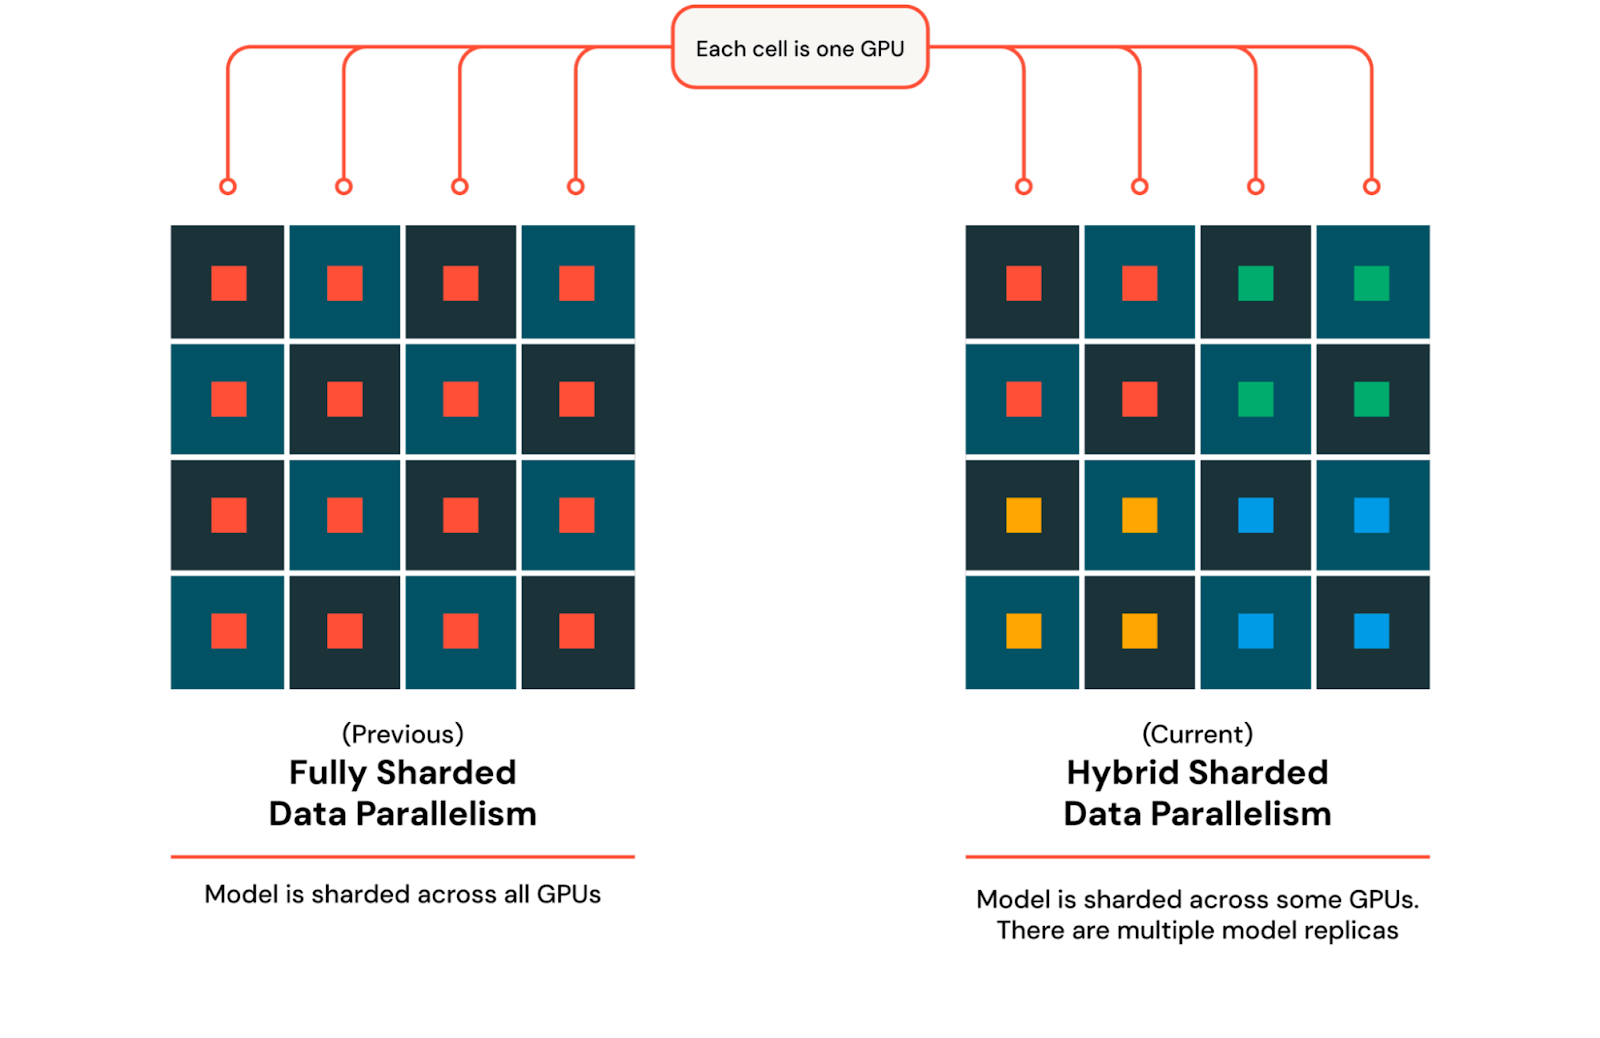 Each cell is one GPU
(Previous)
Fully Sharded
Data Parallelism
Model is sharded across all GPUs
(Current)
Hybrid Sharded
Data Parallelism
Model is sharded across some GPUs.
There are multiple model replicas